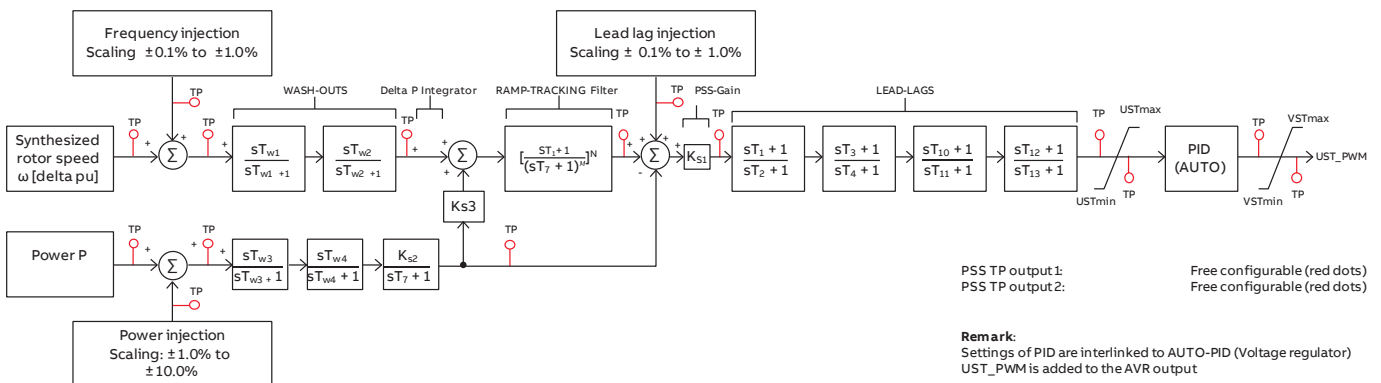 Frequency injection
Scaling ±0.1% to ±1.0%
Lead lag injection
Scaling ± 0.1% to ± 1.0%
TP
WASH-OUTS
Delta P Integrator
RAMP-TRACKING Filter
TP
PSS-Gain
LEAD-LAGS
USTmax
VSTmax
Synthesized
rotor speed
ω [delta pu]
TP
+
+
Σ
TP
+
sTw1
sTw1 +1
sTw2
sTw2 +1
TP
+
+
Σ
[ST1+1
(sT7 + 1)M]N
TP
+
+
+
-
Σ
KS1
TP
sT1 + 1
sT2 + 1
sT3 + 1
sT4 + 1
sT10 + 1
sT11 + 1
sT12 + 1
sT13 + 1
TP
TP
USTmin
PID
(AUTO)
TP
TP
VSTmin
UST_PWM
Ks3
Power P
TP
+
+
Σ
TP
+
sTw3
sTw3 + 1
sTw4
sTw4 + 1
Ks2
sT7 + 1
TP
TP
Power injection
Scaling: ±1.0% to
±10.0%
PSS TP output 1: Free configurable (red dots)
PSS TP output 2: Free configurable (red dots)
Remark:
Settings of PID are interlinked to AUTO-PID (Voltage regulator)
UST_PWM is added to the AVR output